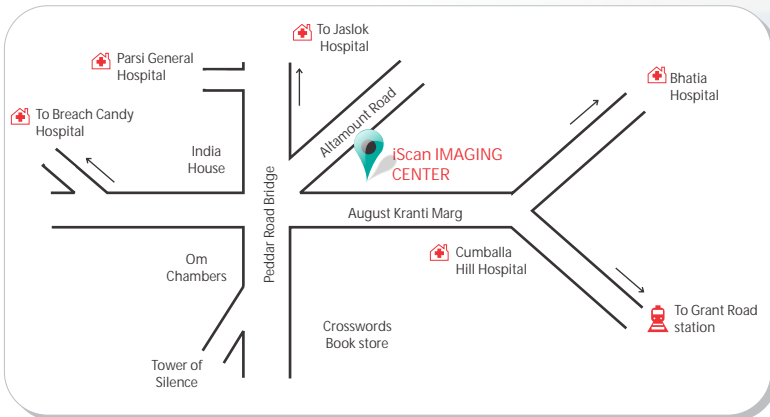 To Jaslok
Hospital
Parsi General
Hospital
Bhatia
Hospital
To Breach Candy
Hospital
Altamount Road
India
House
iScan IMAGING
CENTER
Peddar Road Bridge
August Kranti Marg
Om
Chambers
Cumballa
Hill Hospital
To Grant Road
station
Crosswords
Book store
Tower of
Silence